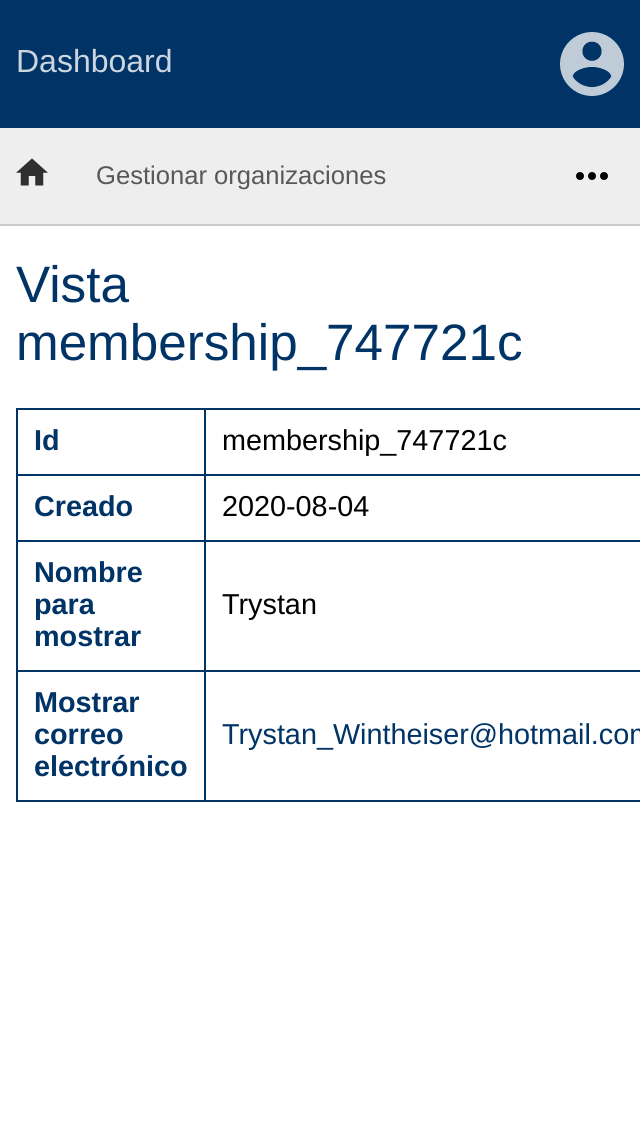 Dashboard
Gestionar organizaciones
Vista
membership_747721c
Id membership_747721c
Creado 2020-08-04
Nombre
para
mostrar
Trystan
Mostrar
correo
electrónico
Trystan_Wintheiser@hotmail.co